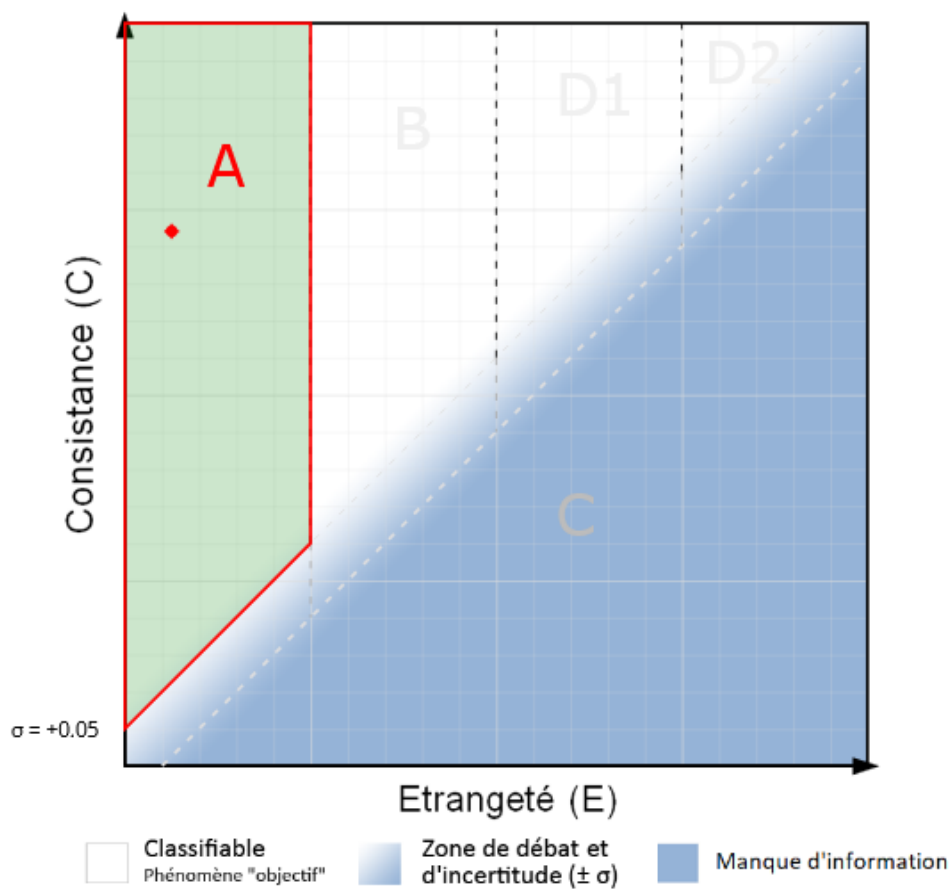 D2
D1
B
A
Consistance (C)
C
σ = +0.05
Etrangeté (E)
Classifiable
Phénomène "objectif"
Zone de débat et
d'incertitude (± σ)
Manque d'information